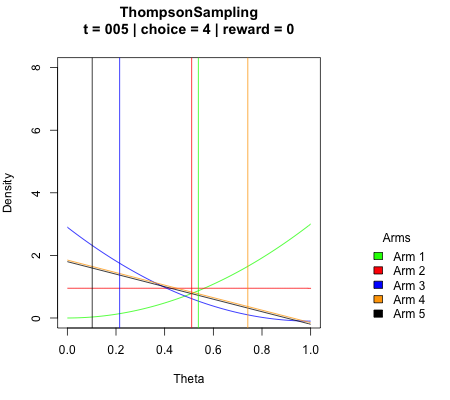 ThompsonSampling
t = 005 | choice = 4 | reward = 0
Density
8
6
4
2
0
0.0 0.2 0.4 0.6 0.8 1.0
Theta
Arms
Arm 1
Arm 2
Arm 3
Arm 4
Arm 5